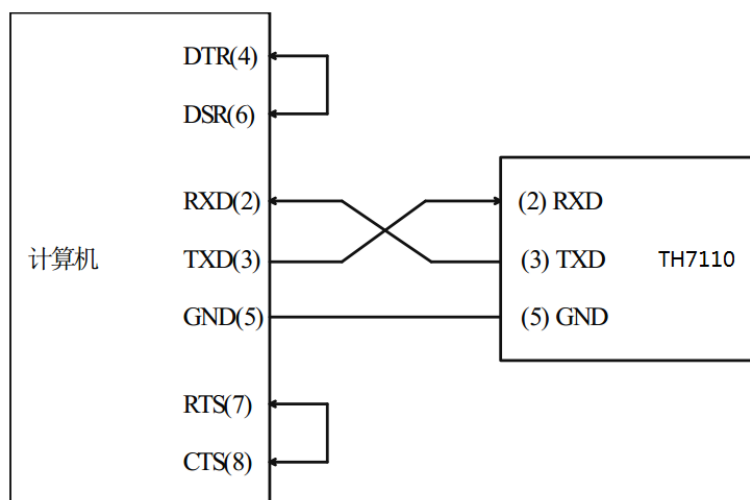 DTR(4)
DSR(6)
RXD(2)
(2) RXD
计算机
TXD(3)
(3) TXD
TH7110
GND(5)
(5) GND
RTS(7)
CTS(8)